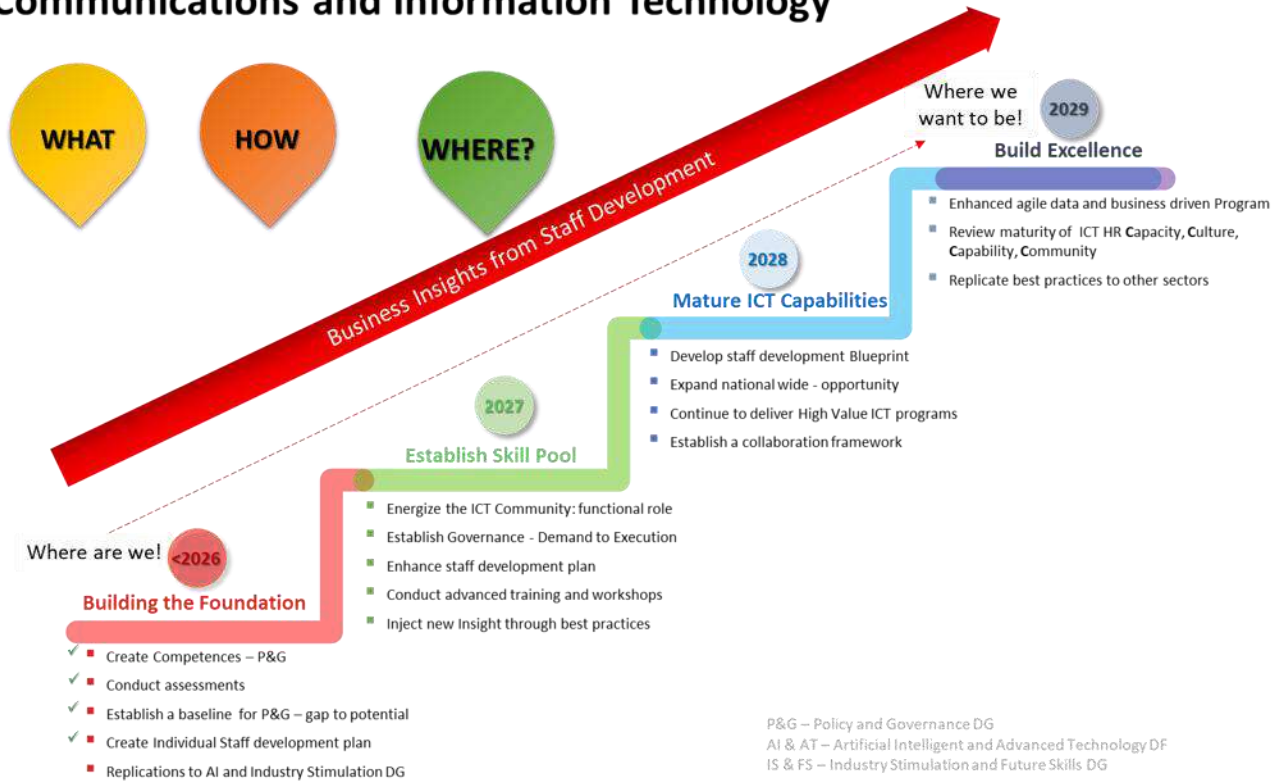 Communications and Information Technology
WHAT
HOW
WHERE?
Business Insights from Staff Development
Where we
want to be!
2029
Build Excellence
Enhanced agile data and business driven Program
Review maturity of ICT HR Capacity, Culture,
Capability, Community
Replicate best practices to other sectors
2028
Mature ICT Capabilities
Develop staff development Blueprint
Expand national wide - opportunity
Continue to deliver High Value ICT programs
Establish a collaboration framework
2027
Establish Skill Pool
Energize the ICT Community: functional role
Establish Governance - Demand to Execution
Enhance staff development plan
Conduct advanced training and workshops
Inject new Insight through best practices
Where are we!
<2026
Building the Foundation
Create Competences – P&G
Conduct assessments
Establish a baseline for P&G – gap to potential
Create Individual Staff development plan
Replications to AI and Industry Stimulation DG
P&G – Policy and Governance DG
AI & AT – Artificial Intelligent and Advanced Technology DF
IS & FS – Industry Stimulation and Future Skills DG